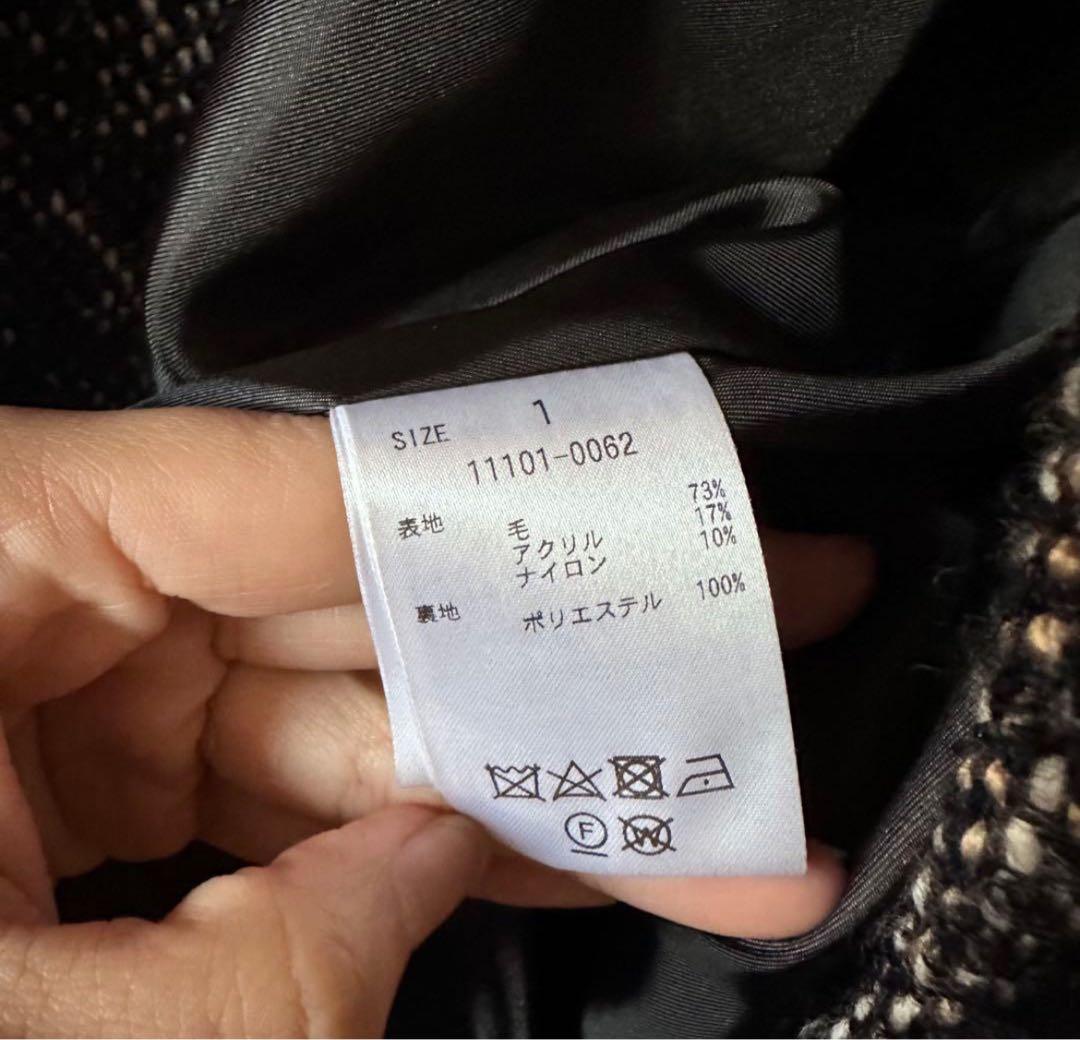 SIZE 1
11101-0062
表地 毛 73%
アクリル 17%
ナイロン 10%
裏地 ポリエステル 100%
F W